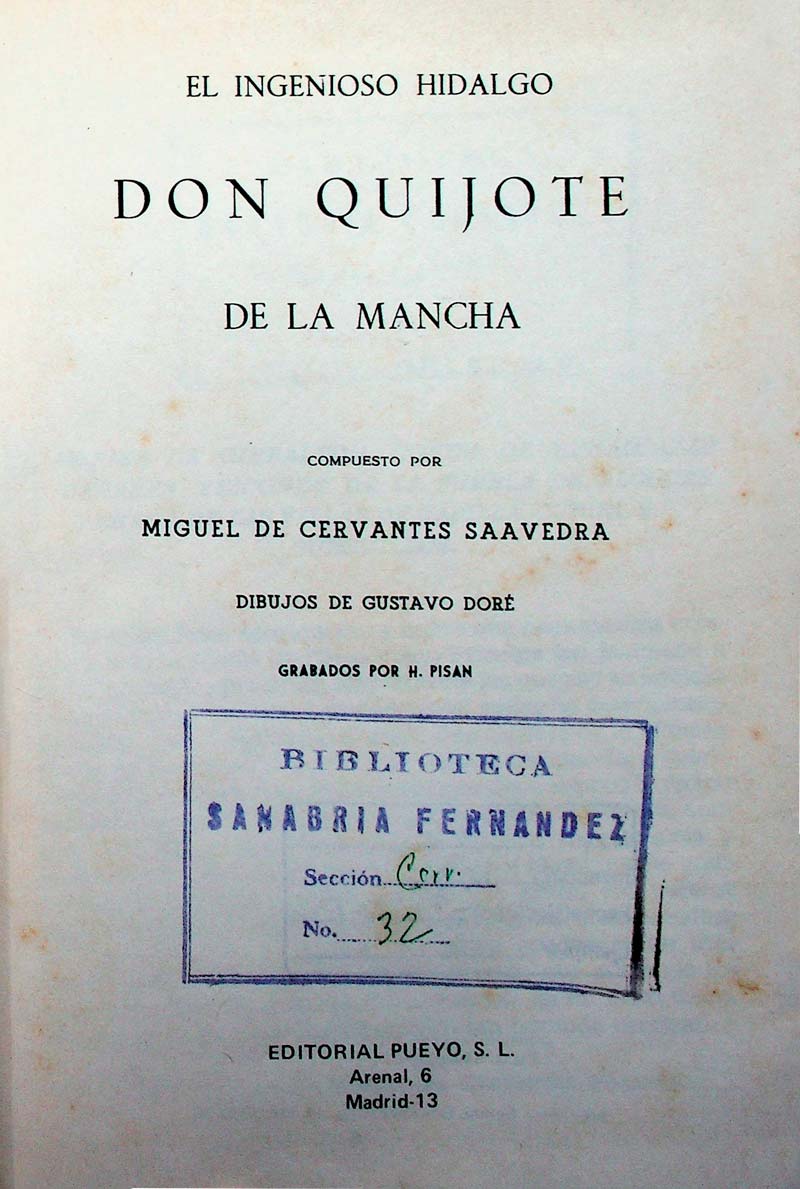 EL INGENIOSO HIDALGO
DON QUIJOTE
DE LA MANCHA
COMPUESTO POR
MIGUEL DE CERVANTES SAAVEDRA
DIBUJOS DE GUSTAVO DORÉ
GRABADOS POR H. PISAN
BIBLIOTECA
SANABRIA FERNANDEZ
Sección
No. 32
EDITORIAL PUEYO, S. L.
Arenal, 6
Madrid-13